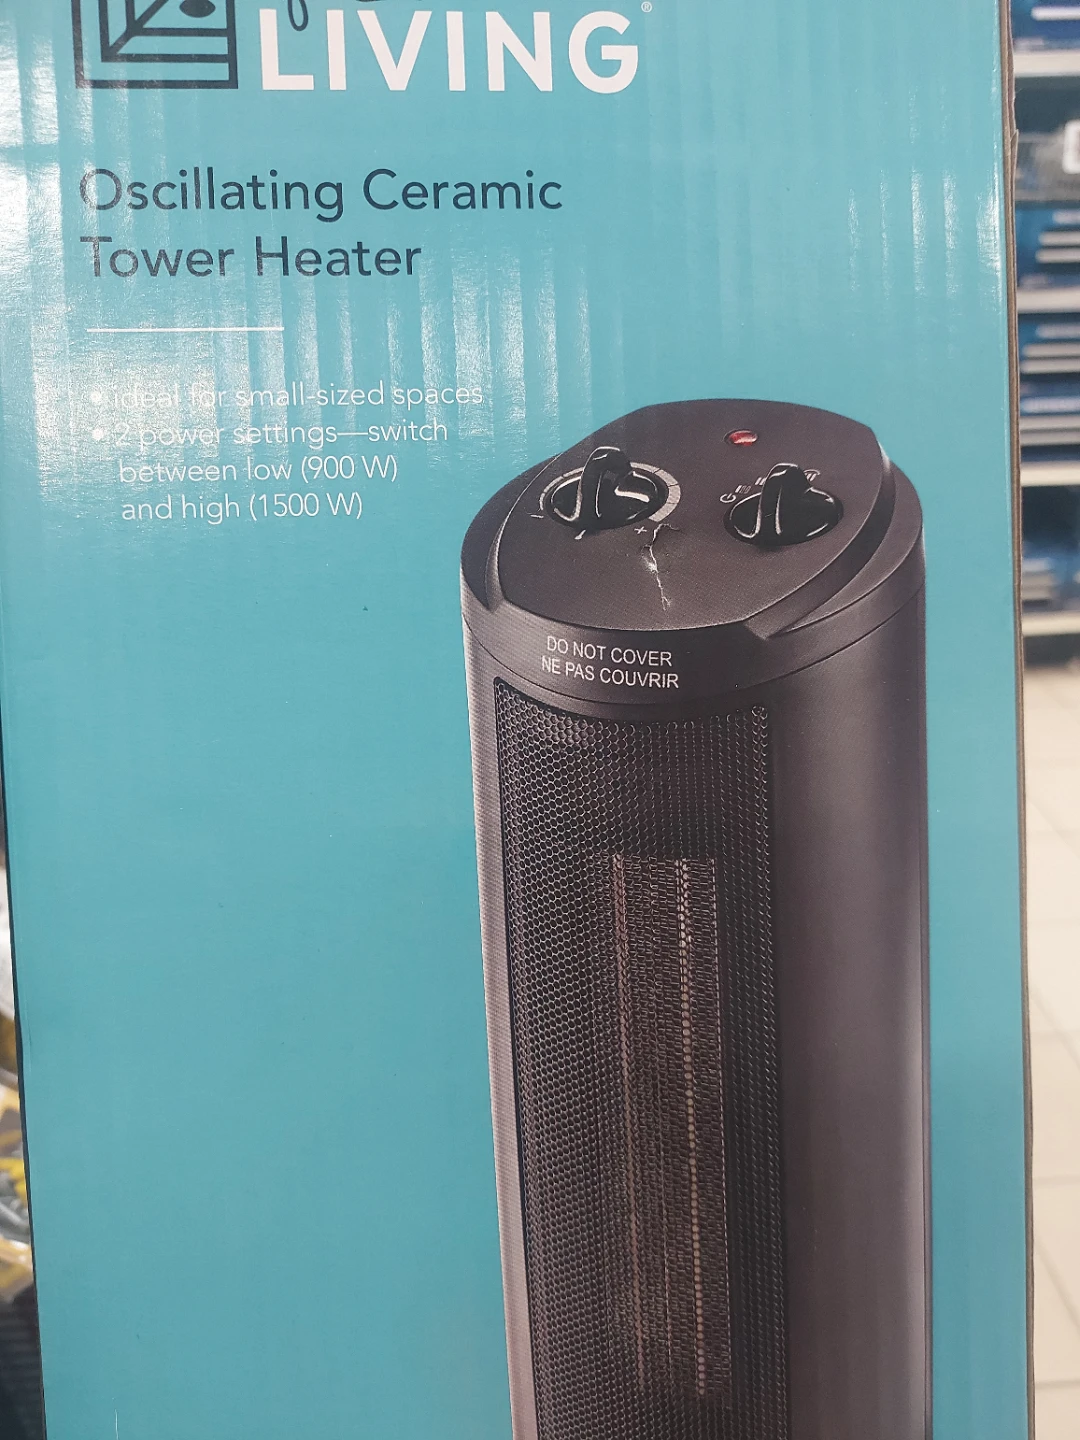 LIVING®
Oscillating Ceramic
Tower Heater
• ideal for small-sized spaces
• 2 power settings—switch
between low (900 W)
and high (1500 W)
- +
DO NOT COVER
NE PAS COUVRIR